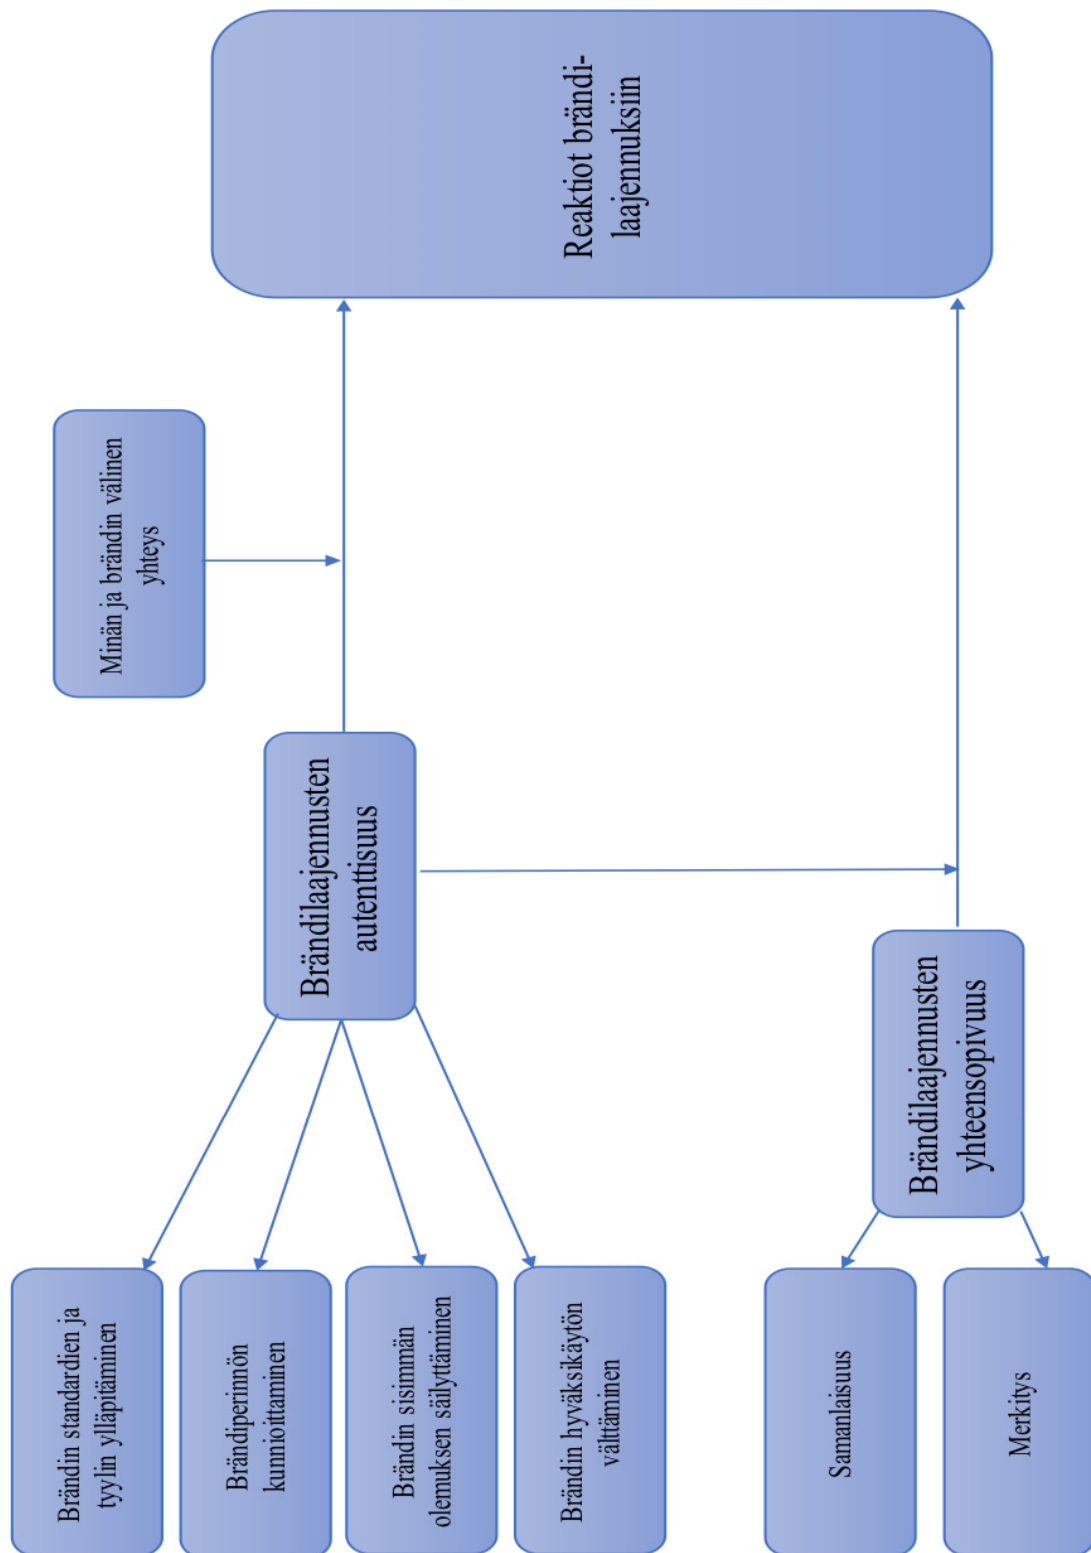 Brändin standardien ja
tyylin ylläpitäminen
Brändiperinnön
kunnioittaminen
Brändin sisimmän
olemuksen säilyttäminen
Brändin hyväksikäytön
välttäminen
Samanlaisuus
Merkitys
Brändilaajennusten
autenttisuus
Brändilaajennusten
yhteensopivuus
Minän ja brändin välinen
yhteys
Reaktiot brändi-
laajennuksiin